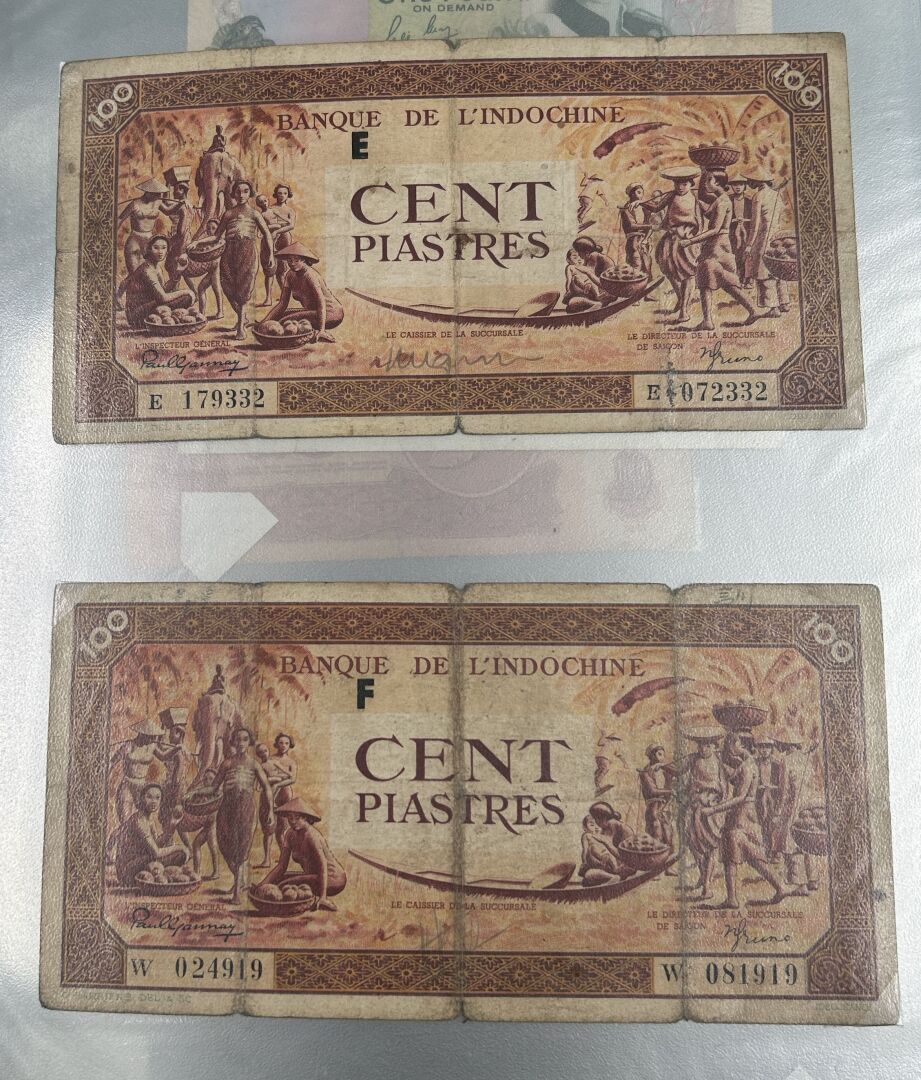 ON DEMAND
100
100
BANQUE DE L'INDOCHINE
E
CENT
PIASTRES
L'INSPECTEUR GÉNÉRAL
LE CAISSIER DE LA SUCCURSALE
LE DIRECTEUR DE LA SUCCURSALE
DE SAIGON
E 179332
E 072332
100
100
BANQUE DE L'INDOCHINE
F
CENT
PIASTRES
L'INSPECTEUR GÉNÉRAL
LE CAISSIER DE LA SUCCURSALE
LE DIRECTEUR DE LA SUCCURSALE
DE SAIGON
W 024919
W 081919